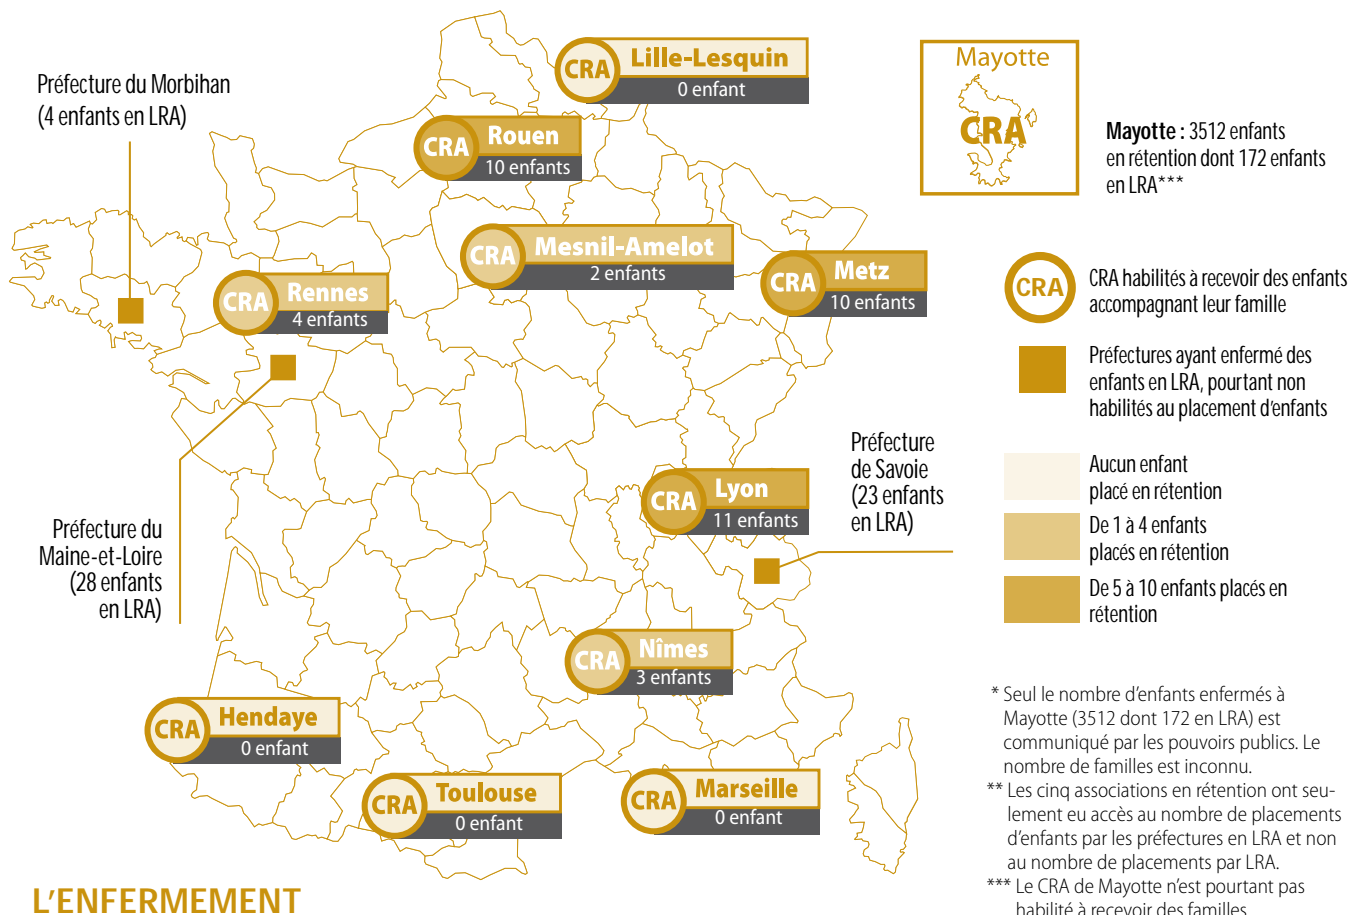 Préfecture du Morbihan
(4 enfants en LRA)
CRA
Lille-Lesquin
0 enfant
CRA
Rouen
10 enfants
CRA
Mesnil-Amelot
2 enfants
CRA
Metz
10 enfants
CRA
Rennes
4 enfants
Préfecture du
Maine-et-Loire
(28 enfants
en LRA)
Préfecture
de Savoie
(23 enfants
en LRA)
CRA
Lyon
11 enfants
CRA
Nîmes
3 enfants
CRA
Hendaye
0 enfant
CRA
Toulouse
0 enfant
CRA
Marseille
0 enfant
Mayotte
CRA
Mayotte : 3512 enfants
en rétention dont 172 enfants
en LRA***
CRA
CRA habilités à recevoir des enfants
accompagnant leur famille
Préfectures ayant enfermé des
enfants en LRA, pourtant non
habilités au placement d'enfants
Aucun enfant
placé en rétention
De 1 à 4 enfants
placés en rétention
De 5 à 10 enfants placés en
rétention
* Seul le nombre d'enfants enfermés à
Mayotte (3512 dont 172 en LRA) est
communiqué par les pouvoirs publics. Le
nombre de familles est inconnu.
** Les cinq associations en rétention ont seu-
lement eu accès au nombre de placements
d'enfants par les préfectures en LRA et non
au nombre de placements par LRA.
*** Le CRA de Mayotte n'est pourtant pas
habilité à recevoir des familles
L'ENFERMEMENT